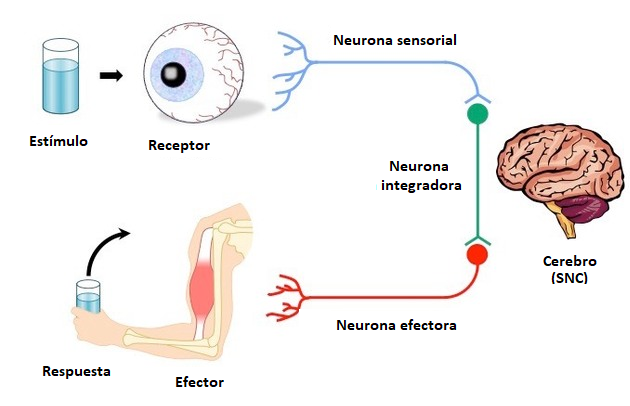 Neurona sensorial
Estímulo
Receptor
Neurona
integradora
Cerebro
(SNC)
Neurona efectora
Respuesta
Efector